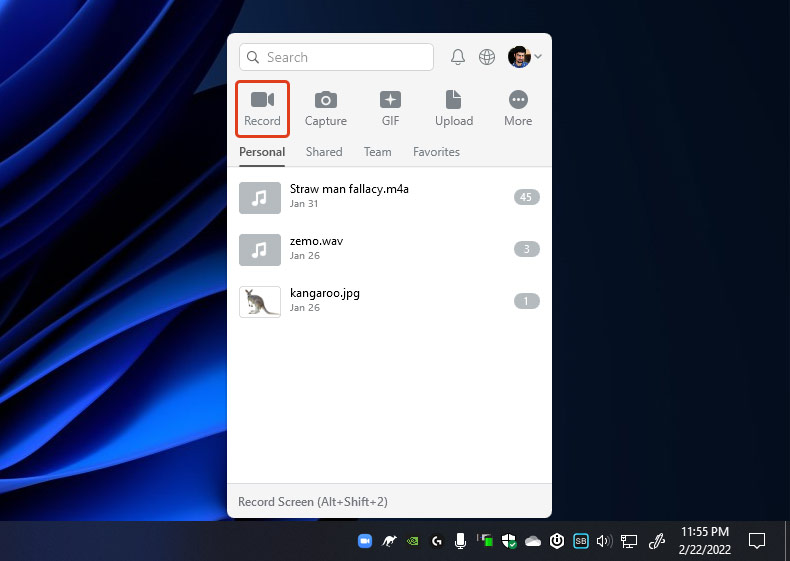 Search
Record Capture GIF Upload More
Personal Shared Team Favorites
Straw man fallacy.m4a
Jan 31
45
zemo.wav
Jan 26
3
kangaroo.jpg
Jan 26
1
Record Screen (Alt+Shift+2)
SB
11:55 PM
2/22/2022